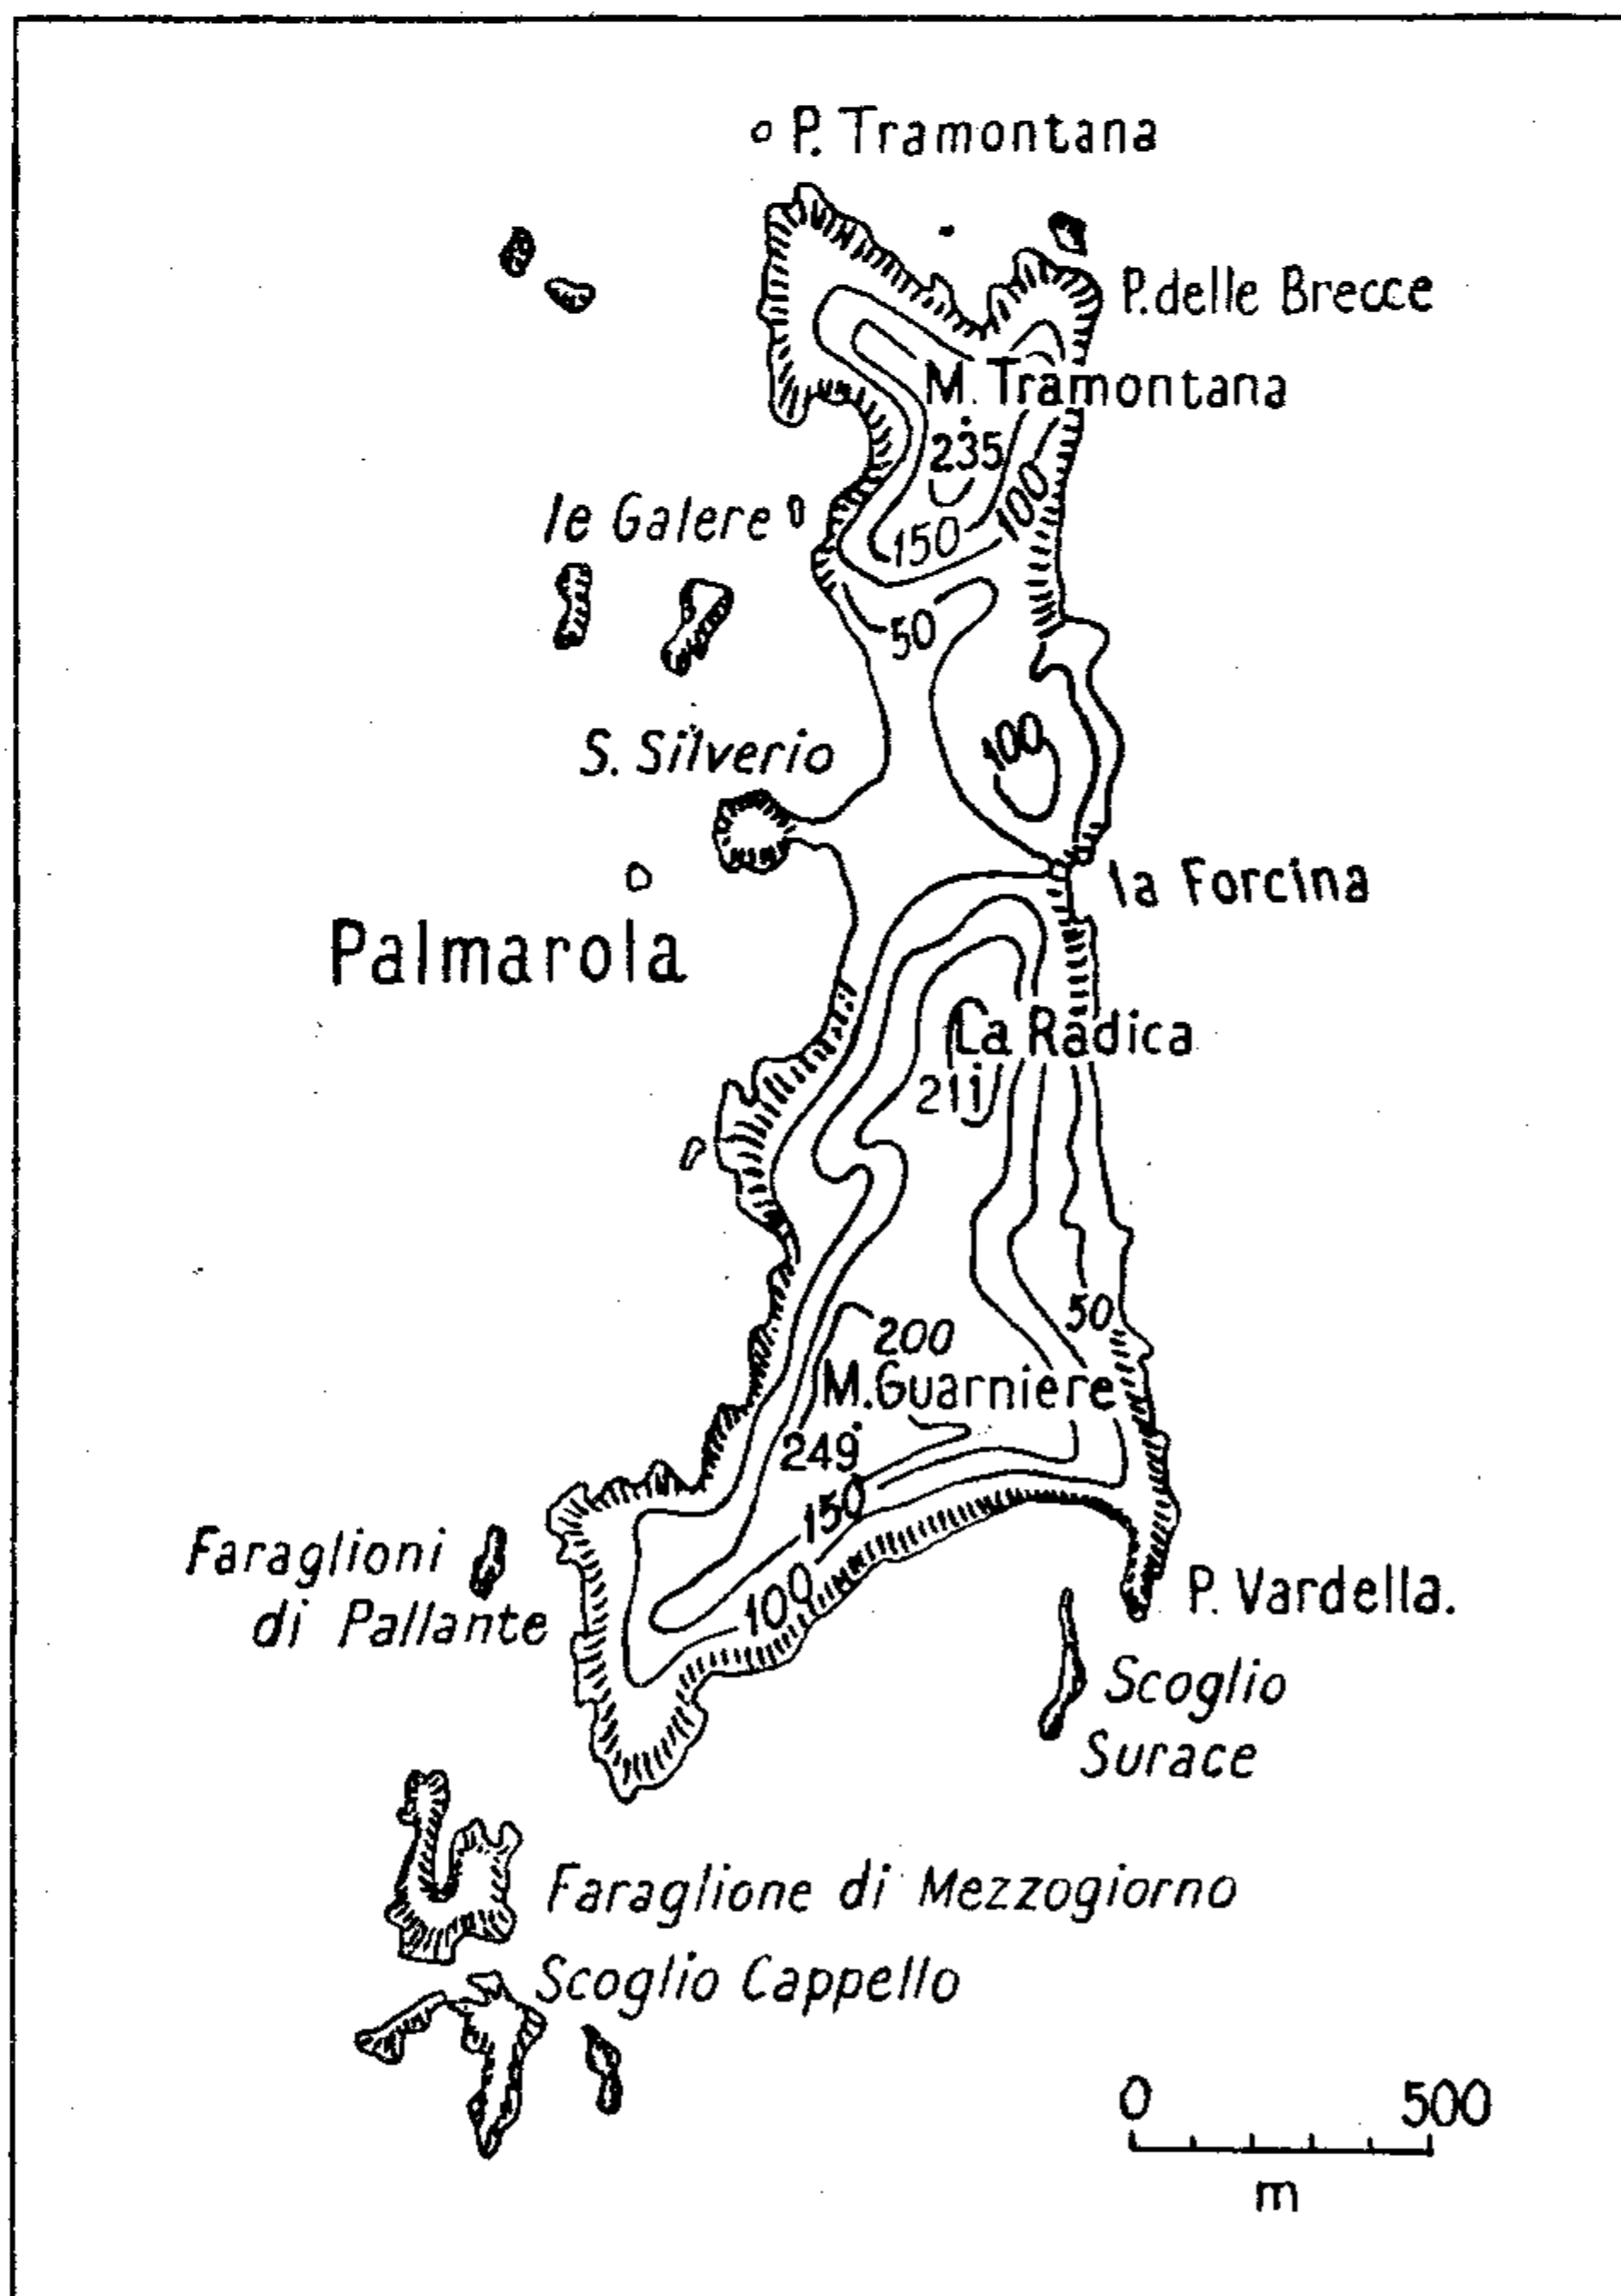 P. Tramontana
P. delle Brecce
M. Tramontana
235
le Galere
100
150
50
S. Silverio
100
la Forcina
Palmarola
La Radica
211
50
200
M. Guarniere
249
150
Faraglioni
di Pallante
100
P. Vardella.
Scoglio
Surace
Faraglione di Mezzogiorno
Scoglio Cappello
0 500
m